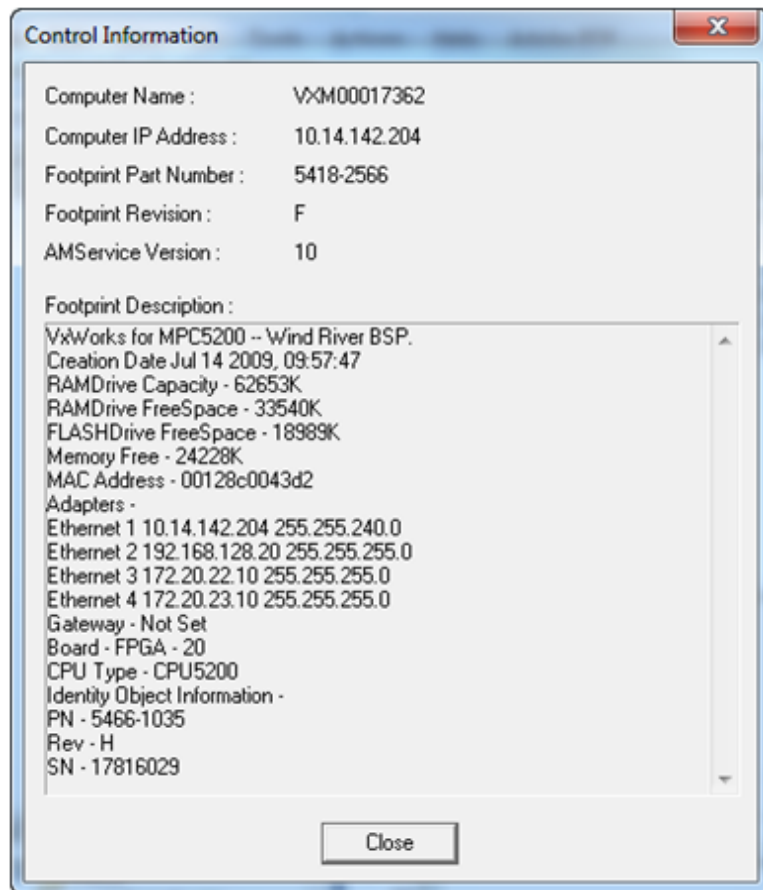 Control Information
Computer Name : VXM00017362
Computer IP Address : 10.14.142.204
Footprint Part Number : 5418-2566
Footprint Revision : F
AMService Version : 10
Footprint Description :
VxWorks for MPC5200 -- Wind River BSP.
Creation Date Jul 14 2009, 09:57:47
RAMDrive Capacity - 62653K
RAMDrive FreeSpace - 33540K
FLASHDrive FreeSpace - 18989K
Memory Free - 24228K
MAC Address - 00128c0043d2
Adapters -
Ethernet 1 10.14.142.204 255.255.240.0
Ethernet 2 192.168.128.20 255.255.255.0
Ethernet 3 172.20.22.10 255.255.255.0
Ethernet 4 172.20.23.10 255.255.255.0
Gateway - Not Set
Board - FPGA - 20
CPU Type - CPU5200
Identity Object Information -
PN - 5466-1035
Rev - H
SN - 17816029
Close